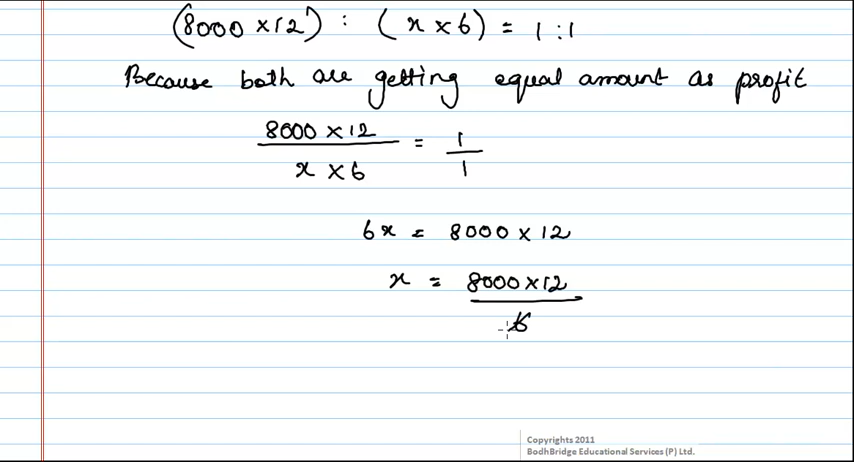 (8000 × 12) : ( x × 6) = 1 : 1
Because both are getting equal amount as profit
8000 × 12 = 1
x × 6 1
6x = 8000 × 12
x = 8000 × 12
6
Copyrights 2011
BodhBridge Educational Services (P) Ltd.